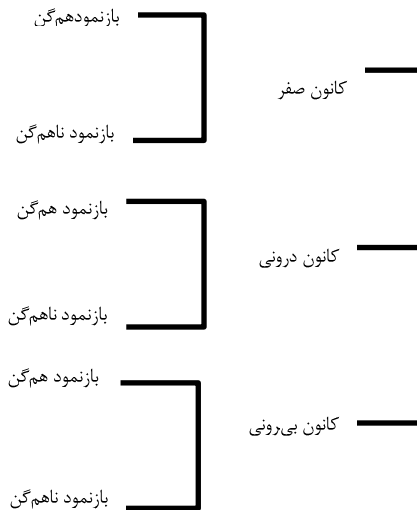 بازنمودهم‌گن
کانون صفر
بازنمود ناهم‌گن
بازنمود هم‌گن
کانون درونی
بازنمود ناهم‌گن
بازنمود هم‌گن
کانون بی‌رونی
بازنمود ناهم‌گن